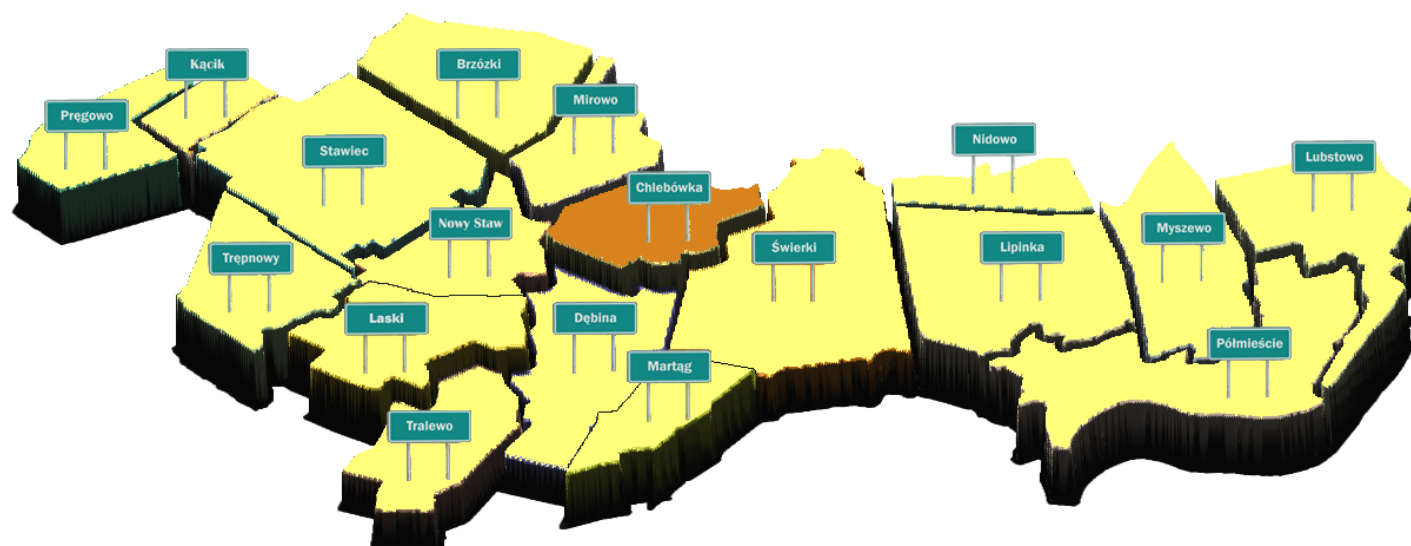 Kącik
Brzózki
Mirowo
Pręgowo
Nidowo
Stawiec
Lubstowo
Chlebówka
Nowy Staw
Myszewo
Świerki
Lipinka
Trępnowy
Laski
Dębina
Półmieście
Martąg
Tralewo